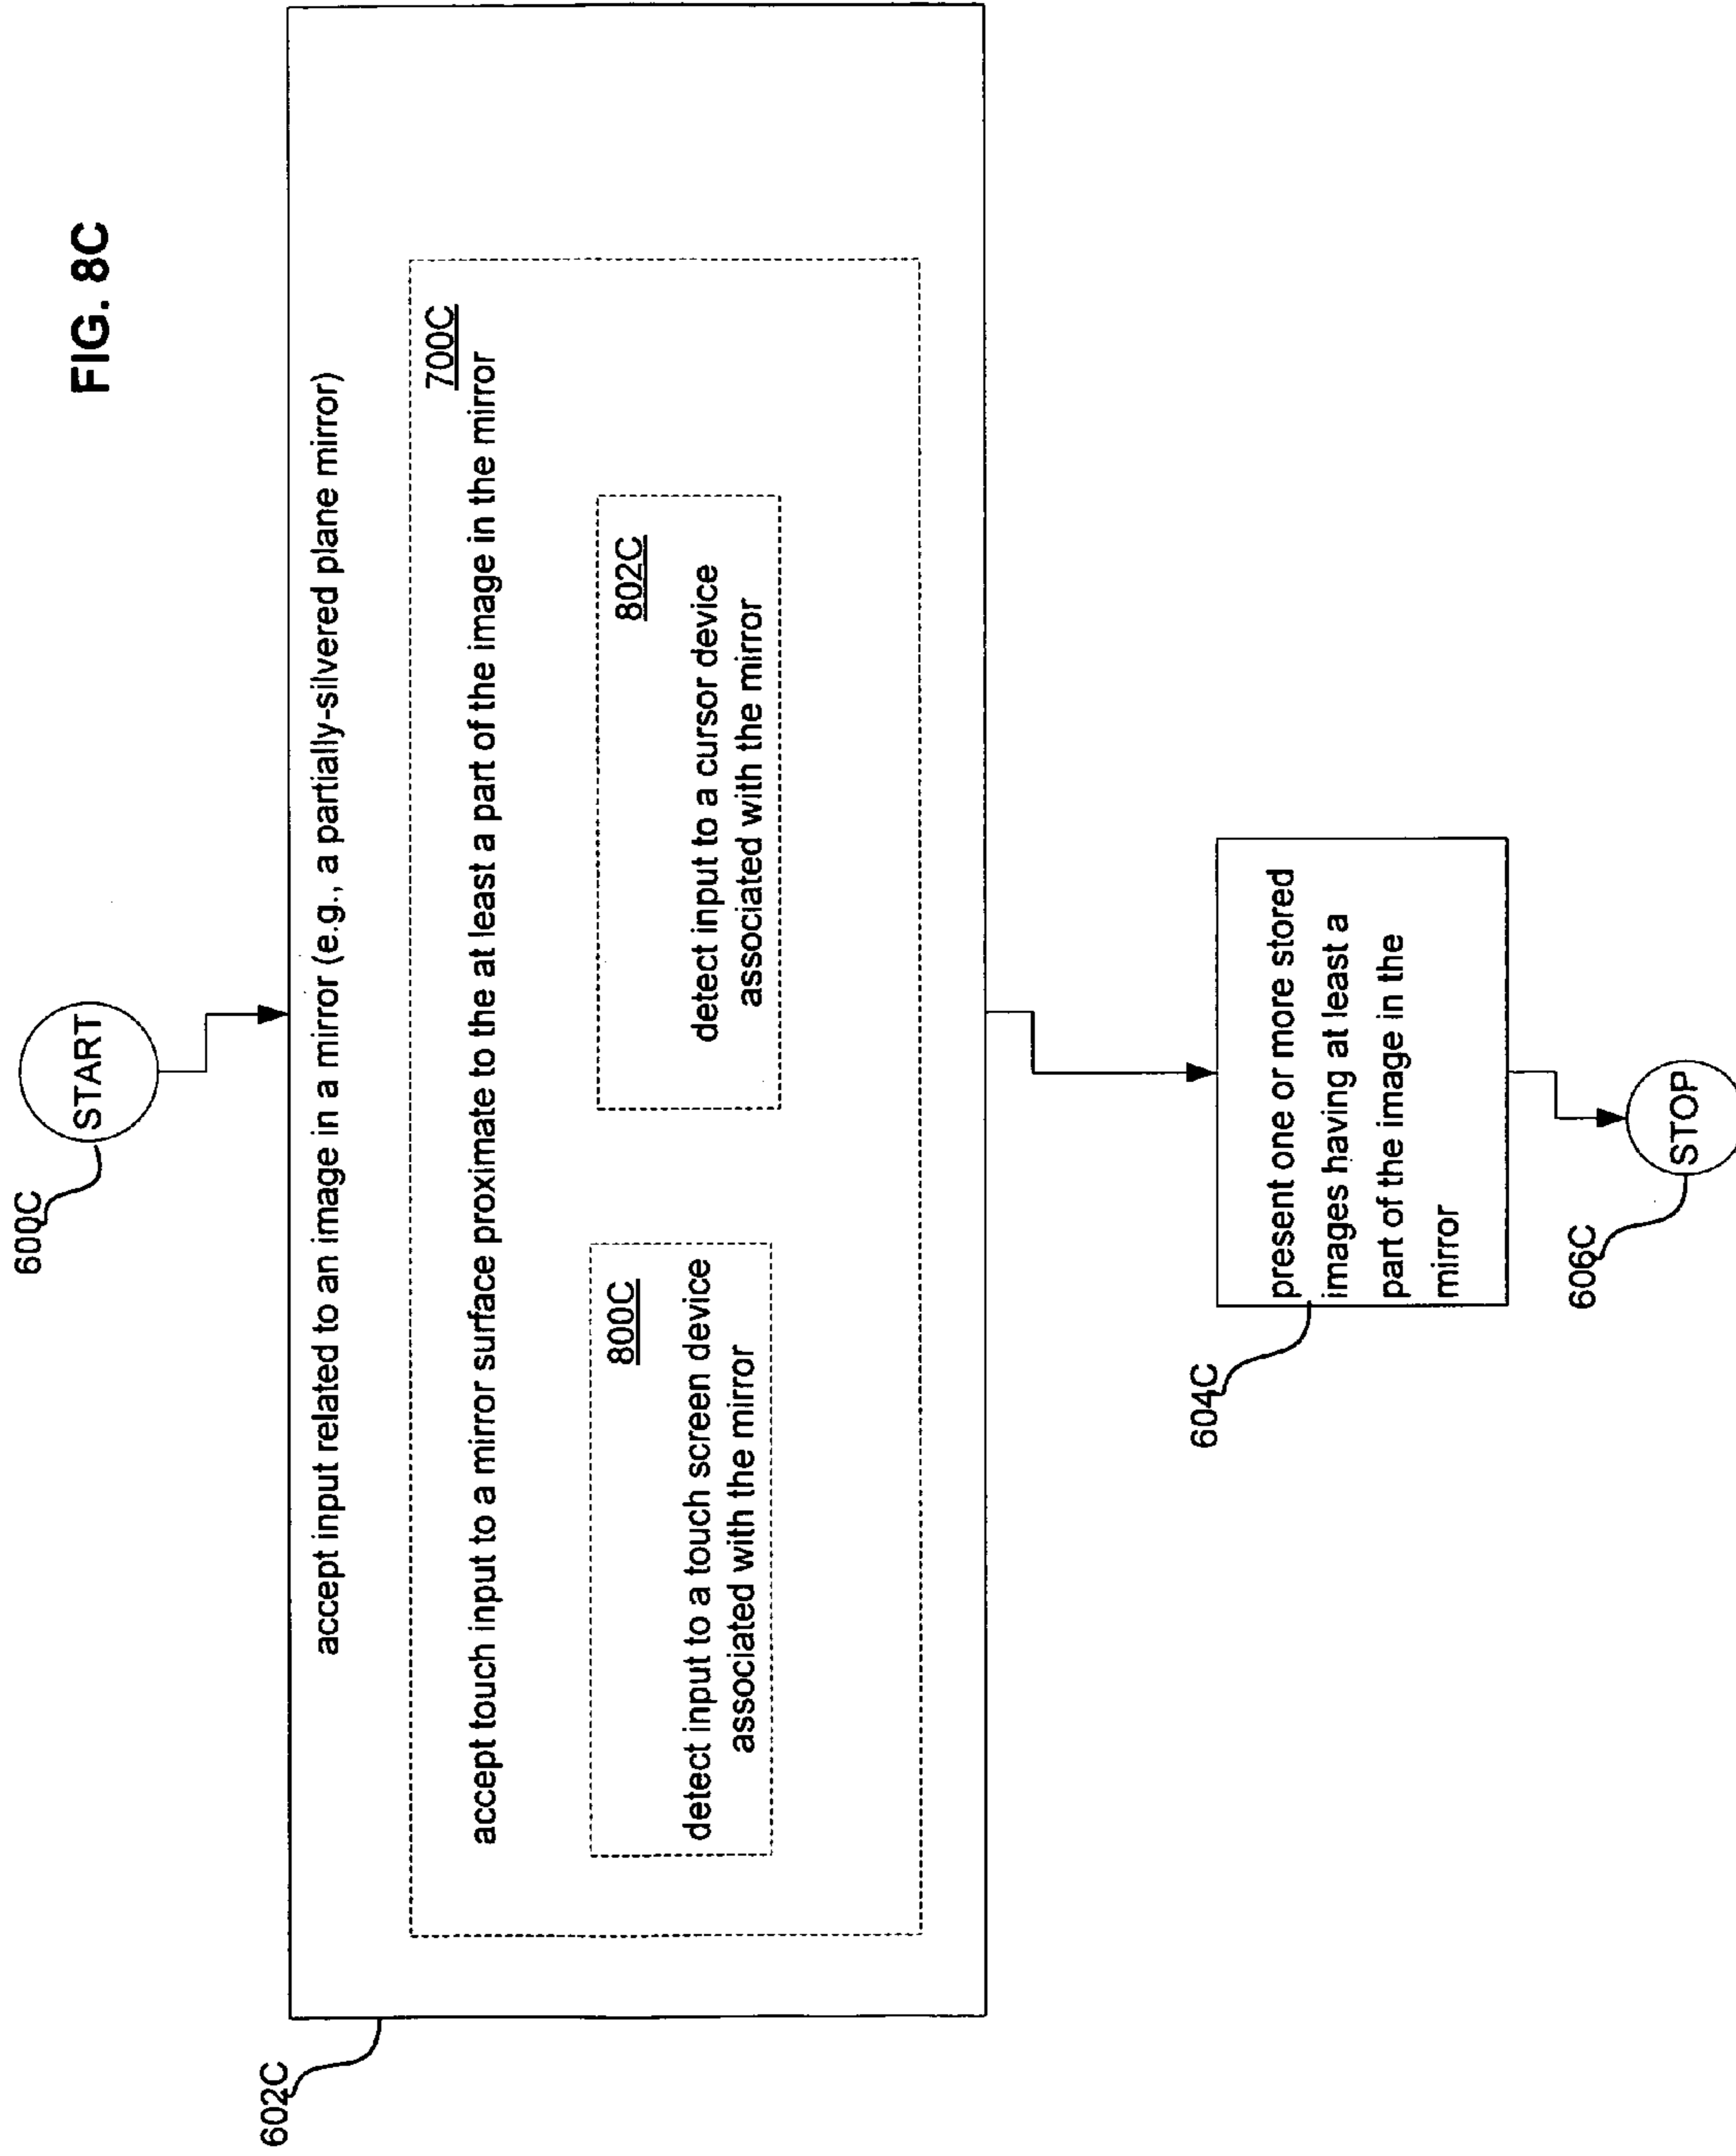 FIG. 8C
600C
START
602C
accept input related to an image in a mirror (e.g., a partially-silvered plane mirror)
700C
accept touch input to a mirror surface proximate to the at least a part of the image in the mirror
800C
detect input to a touch screen device
associated with the mirror
802C
detect input to a cursor device
associated with the mirror
604C
present one or more stored
images having at least a
part of the image in the
mirror
606C
STOP